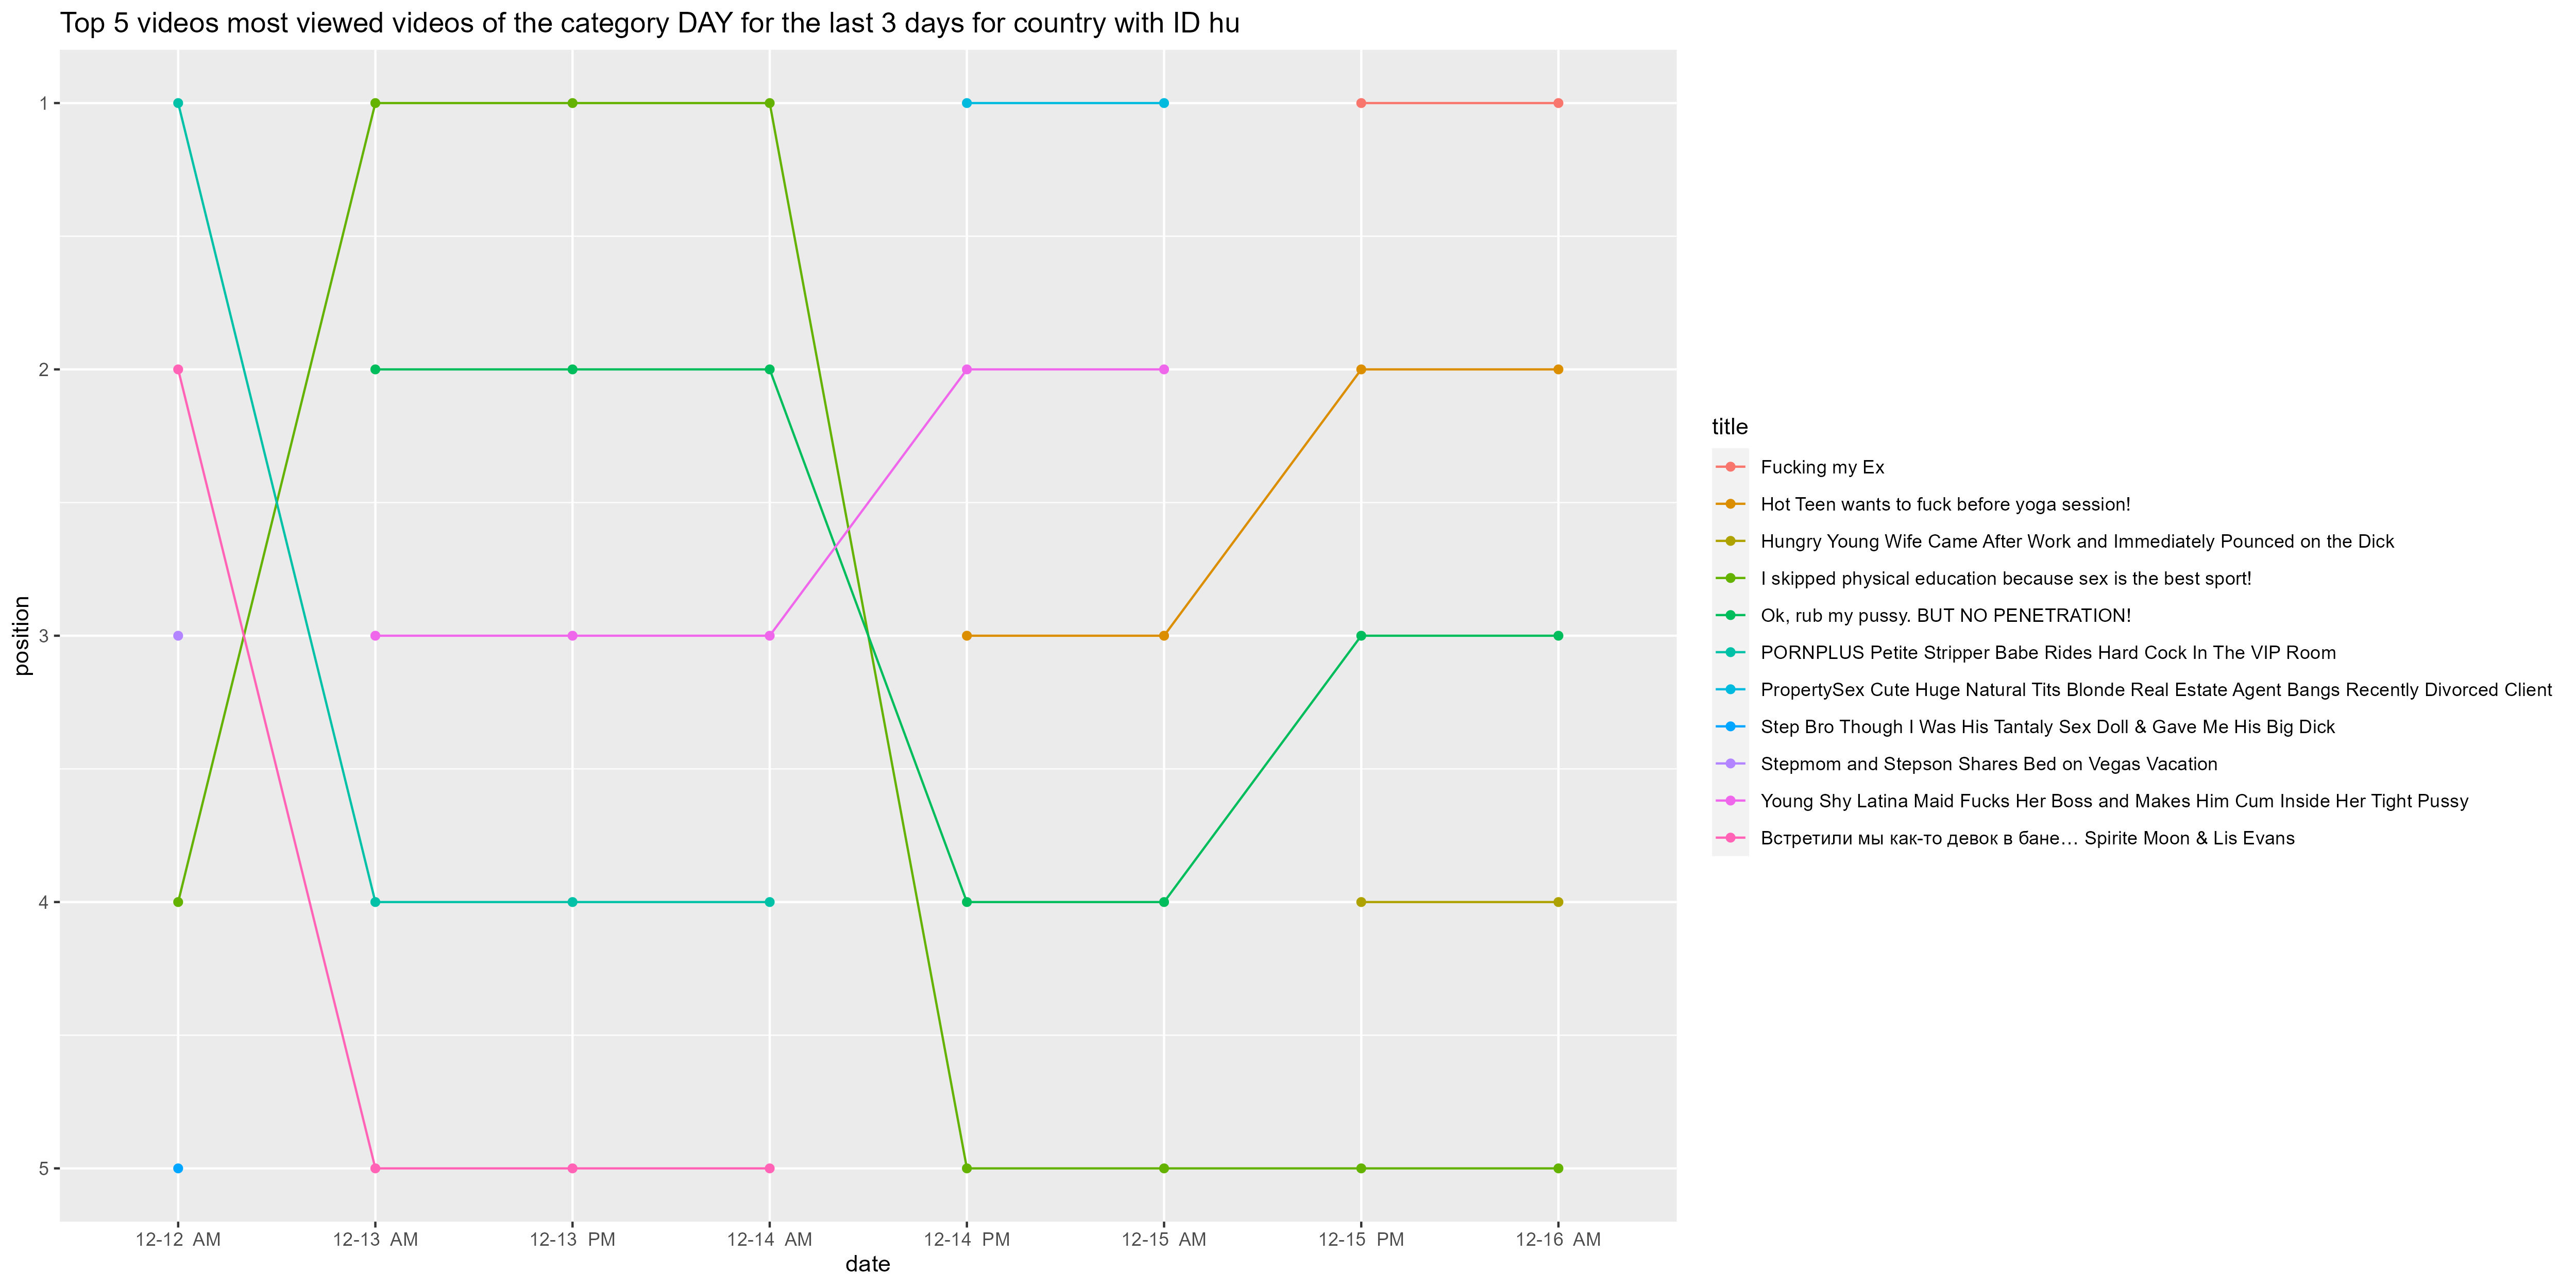 Top 5 videos most viewed videos of the category DAY for the last 3 days for country with ID hu
position
1
2
3
4
5
12-12 AM
12-13 AM
12-13 PM
12-14 AM
12-14 PM
12-15 AM
12-15 PM
12-16 AM
date
title
Fucking my Ex
Hot Teen wants to fuck before yoga session!
Hungry Young Wife Came After Work and Immediately Pounced on the Dick
I skipped physical education because sex is the best sport!
Ok, rub my pussy. BUT NO PENETRATION!
PORNPLUS Petite Stripper Babe Rides Hard Cock In The VIP Room
PropertySex Cute Huge Natural Tits Blonde Real Estate Agent Bangs Recently Divorced Client
Step Bro Though I Was His Tantaly Sex Doll & Gave Me His Big Dick
Stepmom and Stepson Shares Bed on Vegas Vacation
Young Shy Latina Maid Fucks Her Boss and Makes Him Cum Inside Her Tight Pussy
Встретили мы как-то девок в бане… Spirite Moon & Lis Evans